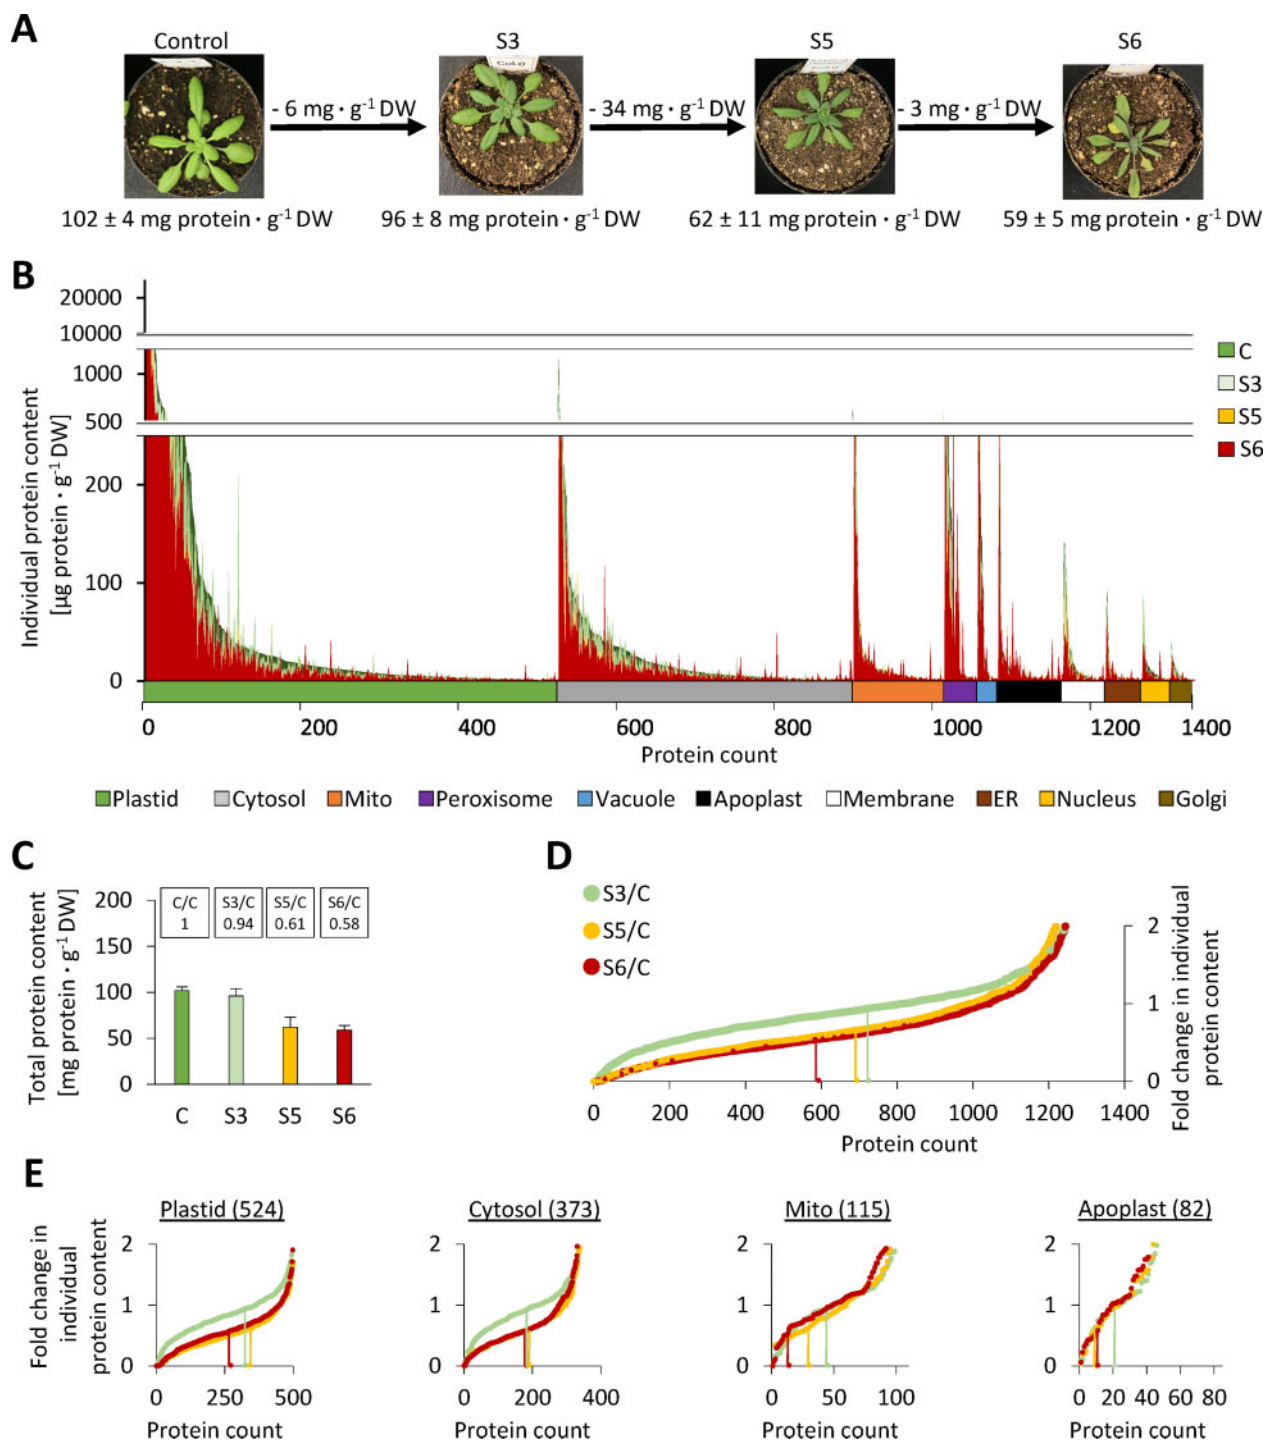 A
Control
S3
S5
S6
- 6 mg · g⁻¹ DW
- 34 mg · g⁻¹ DW
- 3 mg · g⁻¹ DW
102 ± 4 mg protein · g⁻¹ DW
96 ± 8 mg protein · g⁻¹ DW
62 ± 11 mg protein · g⁻¹ DW
59 ± 5 mg protein · g⁻¹ DW
B
Individual protein content
[µg protein · g⁻¹ DW]
20000
10000
1000
500
200
100
0
C
S3
S5
S6
0
200
400
600
800
1000
1200
1400
Protein count
Plastid
Cytosol
Mito
Peroxisome
Vacuole
Apoplast
Membrane
ER
Nucleus
Golgi
C
Total protein content
[mg protein · g⁻¹ DW]
200
150
100
50
0
C/C
1
S3/C
0.94
S5/C
0.61
S6/C
0.58
C
S3
S5
S6
D
S3/C
S5/C
S6/C
2
1
0
Fold change in individual
protein content
0
200
400
600
800
1000
1200
1400
Protein count
E
Fold change in
individual
protein content
Plastid (524)
2
1
0
0
250
500
Protein count
Cytosol (373)
2
1
0
0
200
400
Protein count
Mito (115)
2
1
0
0
50
100
Protein count
Apoplast (82)
2
1
0
0
20
40
60
80
Protein count